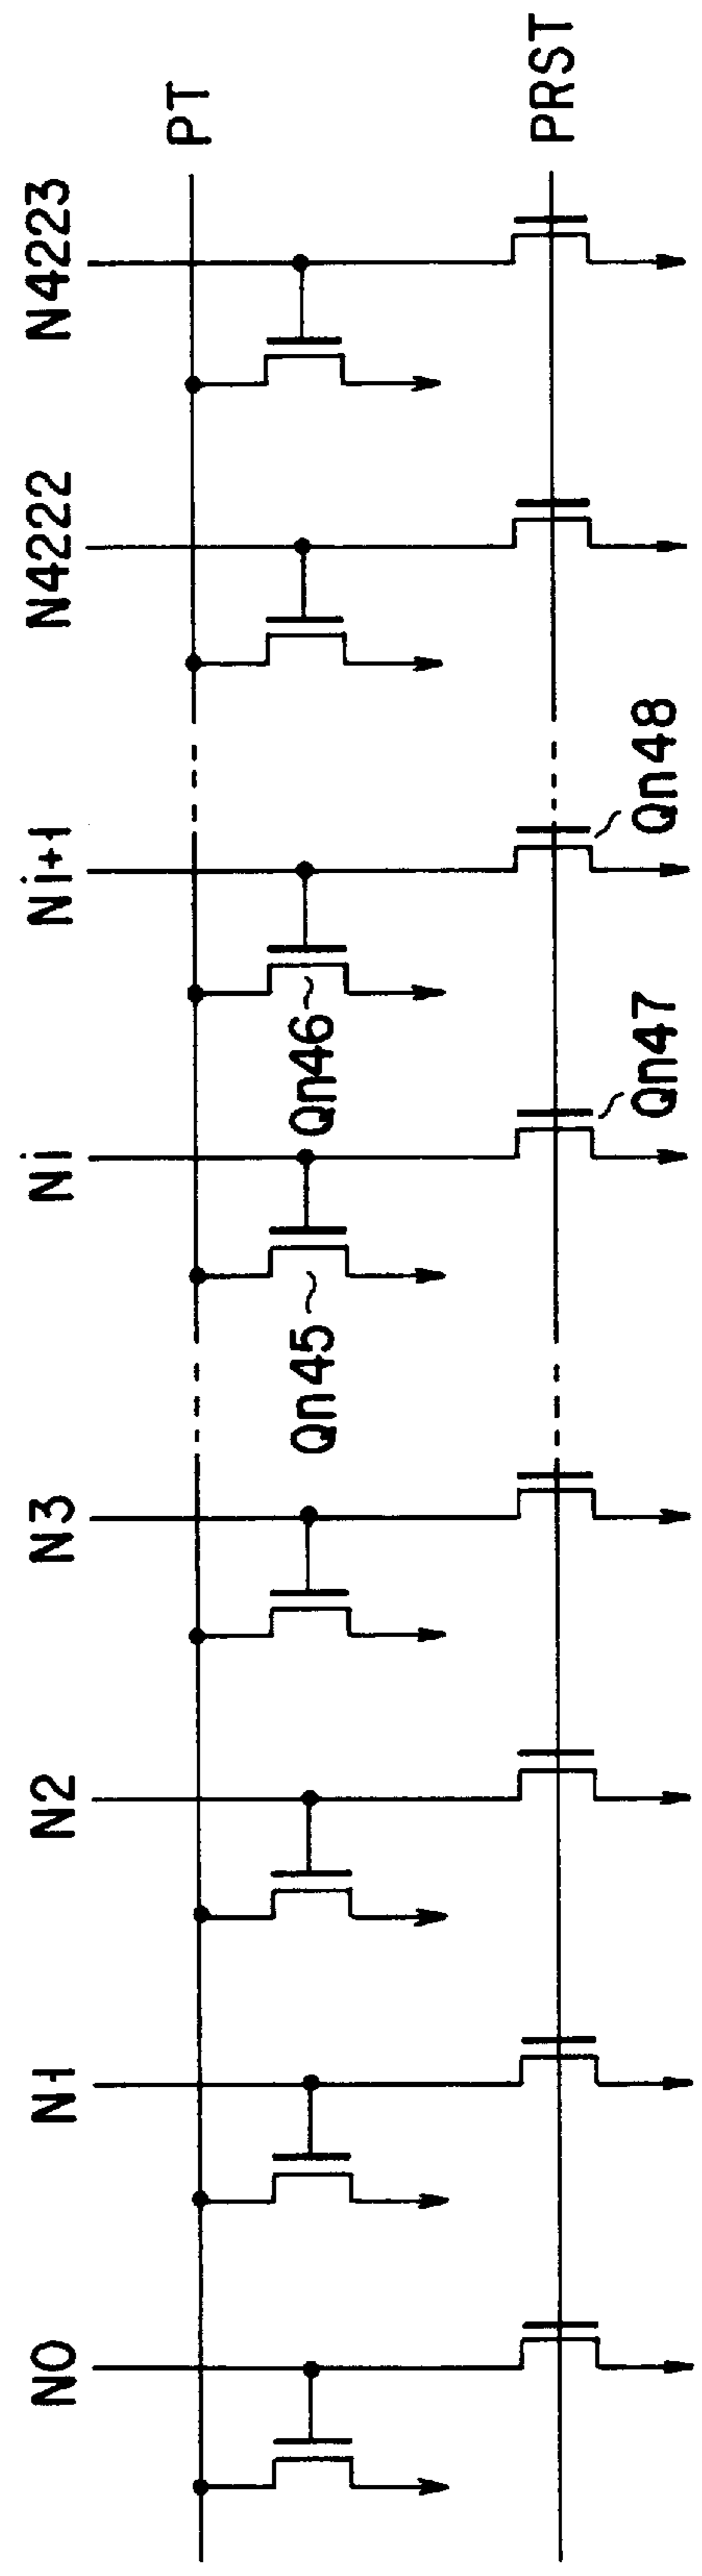 PT
PRST
N4223
N4222
Ni+1
Ni
N3
N2
N1
N0
Qn48
Qn46
Qn47
Qn45